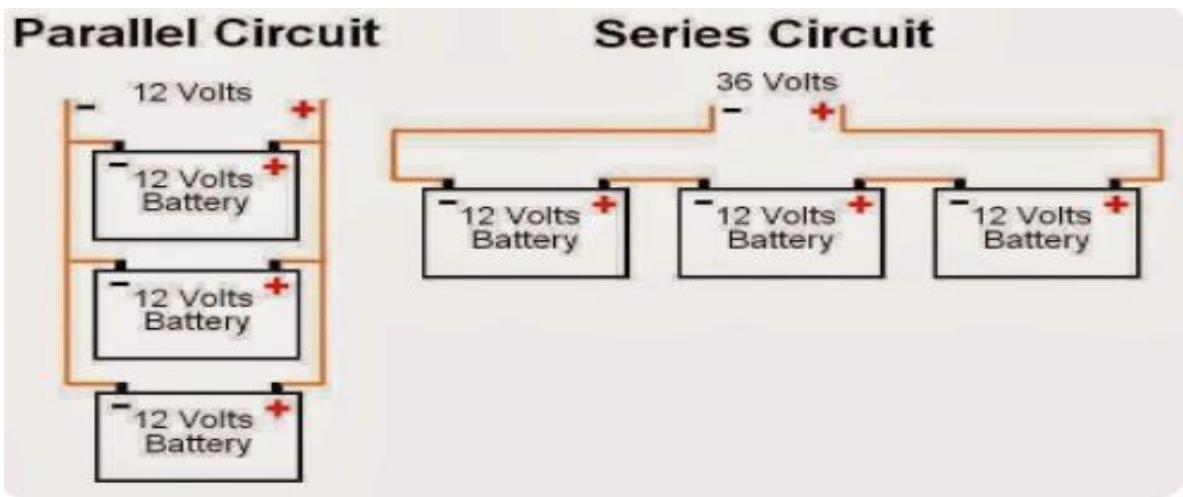 Parallel Circuit
12 Volts
- +
- +
12 Volts
Battery
- +
12 Volts
Battery
- +
12 Volts
Battery
Series Circuit
36 Volts
- +
- +
12 Volts
Battery
- +
12 Volts
Battery
- +
12 Volts
Battery